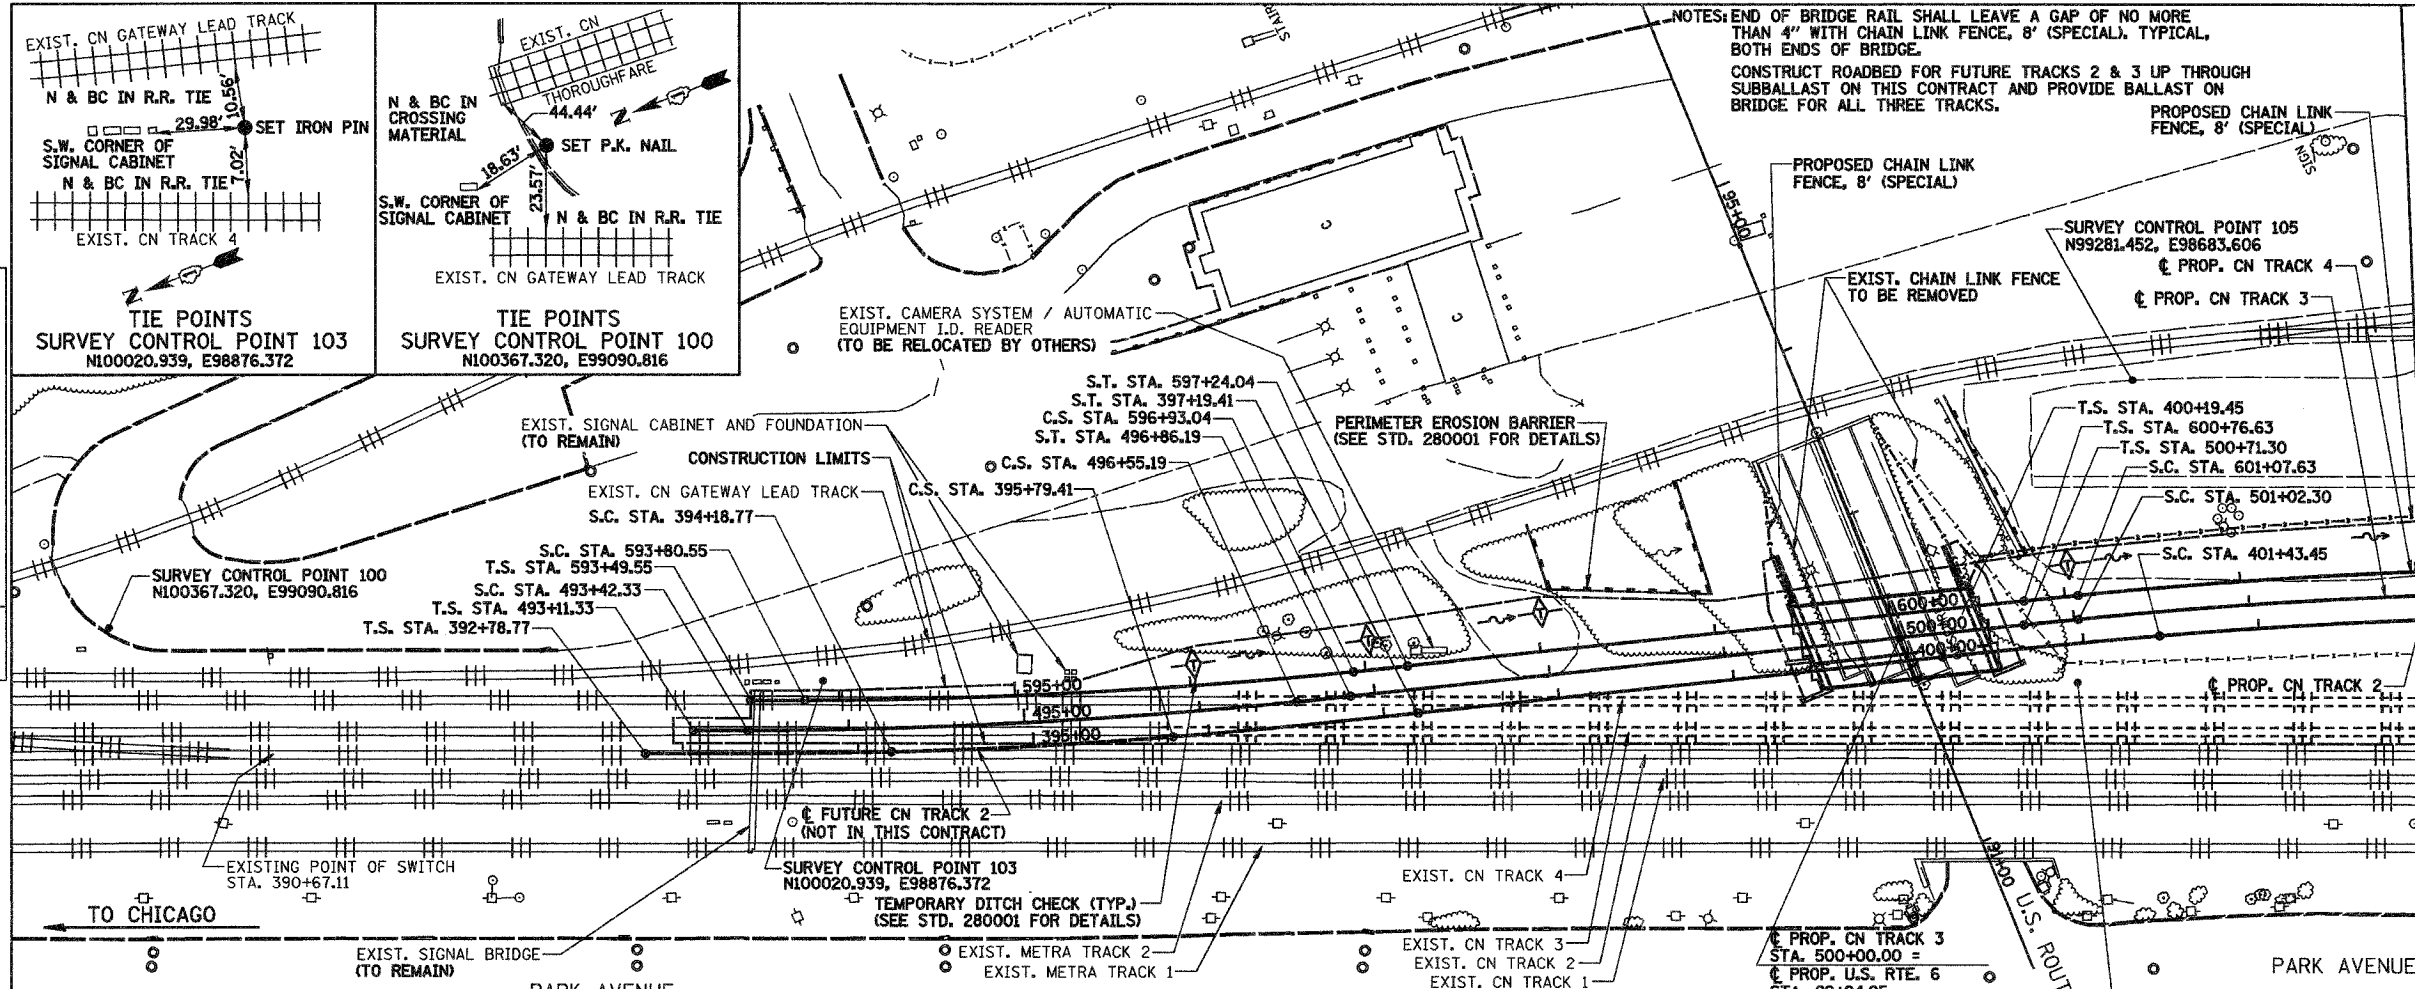 EXIST. CN GATEWAY LEAD TRACK
N & BC IN R.R. TIE
10.56'
29.98'
SET IRON PIN
S.W. CORNER OF
SIGNAL CABINET
7.02'
N & BC IN R.R. TIE
EXIST. CN TRACK 4
N
TIE POINTS
SURVEY CONTROL POINT 103
N100020.939, E98876.372
EXIST. CN
THOROUGHFARE
N & BC IN
CROSSING
MATERIAL
44.44'
N
SET P.K. NAIL
18.63'
23.57'
S.W. CORNER OF
SIGNAL CABINET
N & BC IN R.R. TIE
EXIST. CN GATEWAY LEAD TRACK
TIE POINTS
SURVEY CONTROL POINT 100
N100367.320, E99090.816
STAIR
NOTES: END OF BRIDGE RAIL SHALL LEAVE A GAP OF NO MORE
THAN 4" WITH CHAIN LINK FENCE, 8' (SPECIAL). TYPICAL,
BOTH ENDS OF BRIDGE.
CONSTRUCT ROADBED FOR FUTURE TRACKS 2 & 3 UP THROUGH
SUBBALLAST ON THIS CONTRACT AND PROVIDE BALLAST ON
BRIDGE FOR ALL THREE TRACKS.
PROPOSED CHAIN LINK
FENCE, 8' (SPECIAL)
SIGN
PROPOSED CHAIN LINK
FENCE, 8' (SPECIAL)
95+00
SURVEY CONTROL POINT 105
N99281.452, E98683.606
℄ PROP. CN TRACK 4
℄ PROP. CN TRACK 3
EXIST. CHAIN LINK FENCE
TO BE REMOVED
C
C
EXIST. CAMERA SYSTEM / AUTOMATIC
EQUIPMENT I.D. READER
(TO BE RELOCATED BY OTHERS)
S.T. STA. 597+24.04
S.T. STA. 397+19.41
C.S. STA. 596+93.04
S.T. STA. 496+86.19
C.S. STA. 496+55.19
C.S. STA. 395+79.41
PERIMETER EROSION BARRIER
(SEE STD. 280001 FOR DETAILS)
T.S. STA. 400+19.45
T.S. STA. 600+76.63
T.S. STA. 500+71.30
S.C. STA. 601+07.63
S.C. STA. 501+02.30
S.C. STA. 401+43.45
EXIST. SIGNAL CABINET AND FOUNDATION
(TO REMAIN)
CONSTRUCTION LIMITS
EXIST. CN GATEWAY LEAD TRACK
S.C. STA. 394+18.77
S.C. STA. 593+80.55
T.S. STA. 593+49.55
S.C. STA. 493+42.33
T.S. STA. 493+11.33
T.S. STA. 392+78.77
SURVEY CONTROL POINT 100
N100367.320, E99090.816
600+00
500+00
400+00
T
T
T
T
595+00
495+00
395+00
℄ PROP. CN TRACK 2
℄ FUTURE CN TRACK 2
(NOT IN THIS CONTRACT)
EXISTING POINT OF SWITCH
STA. 390+67.11
SURVEY CONTROL POINT 103
N100020.939, E98876.372
TEMPORARY DITCH CHECK (TYP.)
(SEE STD. 280001 FOR DETAILS)
TO CHICAGO
EXIST. SIGNAL BRIDGE
(TO REMAIN)
EXIST. METRA TRACK 2
EXIST. METRA TRACK 1
EXIST. CN TRACK 4
EXIST. CN TRACK 3
EXIST. CN TRACK 2
EXIST. CN TRACK 1
91+00
U.S. ROUT
℄ PROP. CN TRACK 3
STA. 500+00.00 =
℄ PROP. U.S. RTE. 6
PARK AVENUE
PARK AVENUE